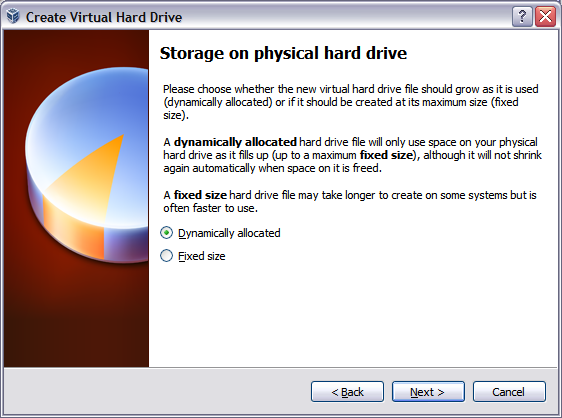 Create Virtual Hard Drive
Storage on physical hard drive
Please choose whether the new virtual hard drive file should grow as it is used
(dynamically allocated) or if it should be created at its maximum size (fixed
size).
A dynamically allocated hard drive file will only use space on your physical
hard drive as it fills up (up to a maximum fixed size), although it will not shrink
again automatically when space on it is freed.
A fixed size hard drive file may take longer to create on some systems but is
often faster to use.
Dynamically allocated
Fixed size
< Back
Next >
Cancel